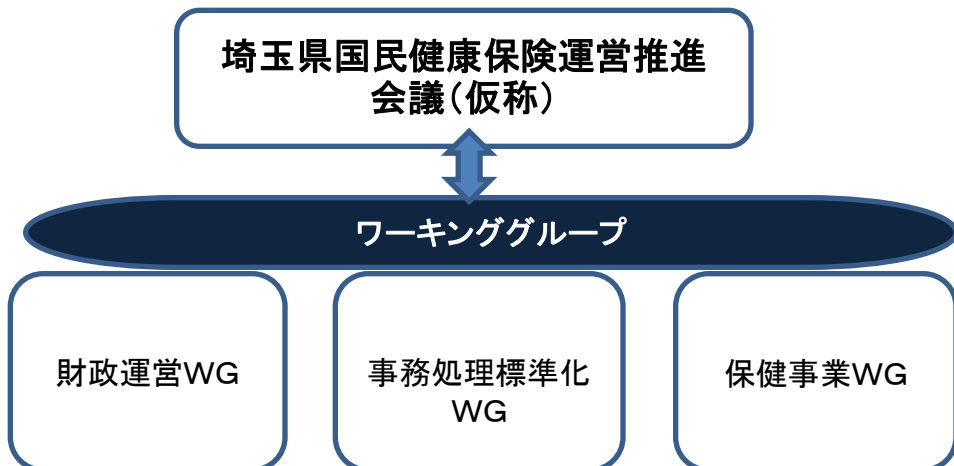 埼玉県国民健康保険運営推進
会議(仮称)
ワーキンググループ
財政運営WG
事務処理標準化
WG
保健事業WG